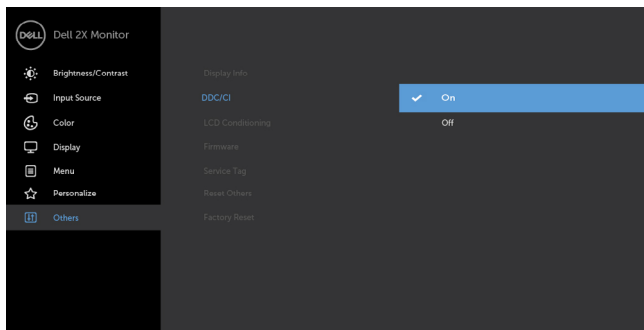 DELL Dell 2X Monitor
Brightness/Contrast
Input Source
Color
Display
Menu
Personalize
Others
Display Info
DDC/CI
LCD Conditioning
Firmware
Service Tag
Reset Others
Factory Reset
On
Off